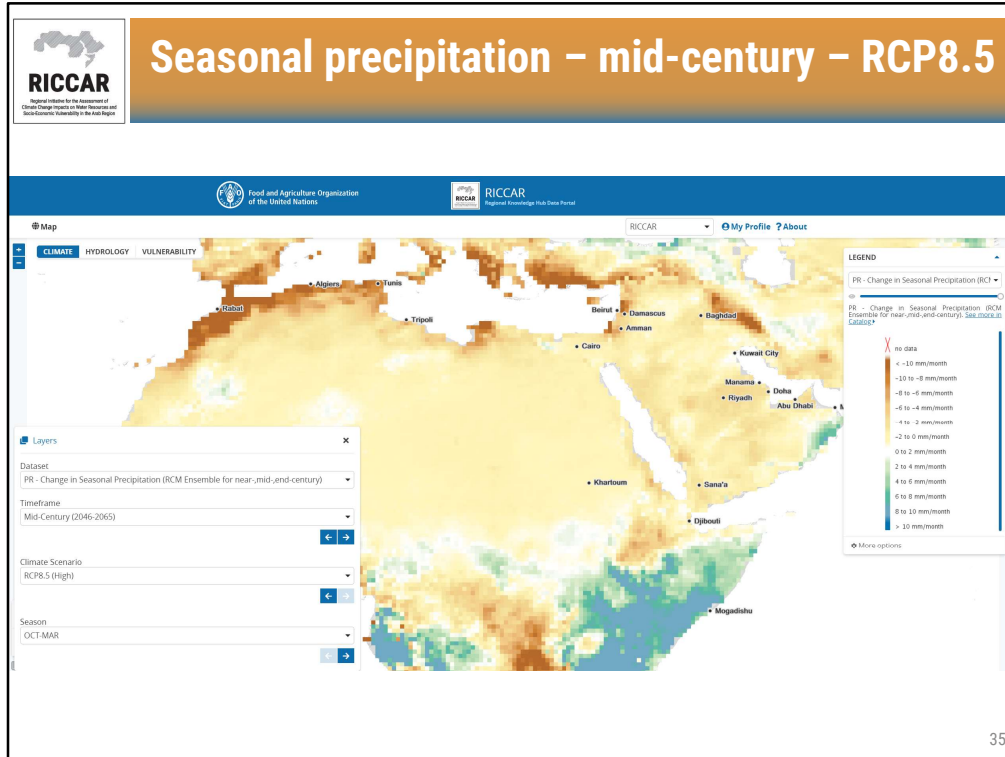 RICCAR
Regional Initiative for the Assessment of
Climate Change Impacts on Water Resources and
Socio-Economic Vulnerability in the Arab Region
Seasonal precipitation – mid-century – RCP8.5
FAO
Food and Agriculture Organization
of the United Nations
RICCAR
RICCAR
Regional Knowledge Hub Data Portal
Map
RICCAR
My Profile
? About
+
−
CLIMATE
HYDROLOGY
VULNERABILITY
Algiers
Tunis
Rabat
Tripoli
Beirut
Damascus
Baghdad
Amman
Cairo
Kuwait City
Manama
Doha
Riyadh
Abu Dhabi
M
Khartoum
Sana'a
Djibouti
Mogadishu
Layers
×
Dataset
PR - Change in Seasonal Precipitation (RCM Ensemble for near-,mid-,end-century)
Timeframe
Mid-Century (2046-2065)
Climate Scenario
RCP8.5 (High)
Season
OCT-MAR
LEGEND
PR - Change in Seasonal Precipitation (RCM
PR - Change in Seasonal Precipitation (RCM
Ensemble for near-,mid-,end-century). See more in
Catalog
no data
< -10 mm/month
-10 to -8 mm/month
-8 to -6 mm/month
-6 to -4 mm/month
-4 to -2 mm/month
-2 to 0 mm/month
0 to 2 mm/month
2 to 4 mm/month
4 to 6 mm/month
6 to 8 mm/month
8 to 10 mm/month
> 10 mm/month
More options
35